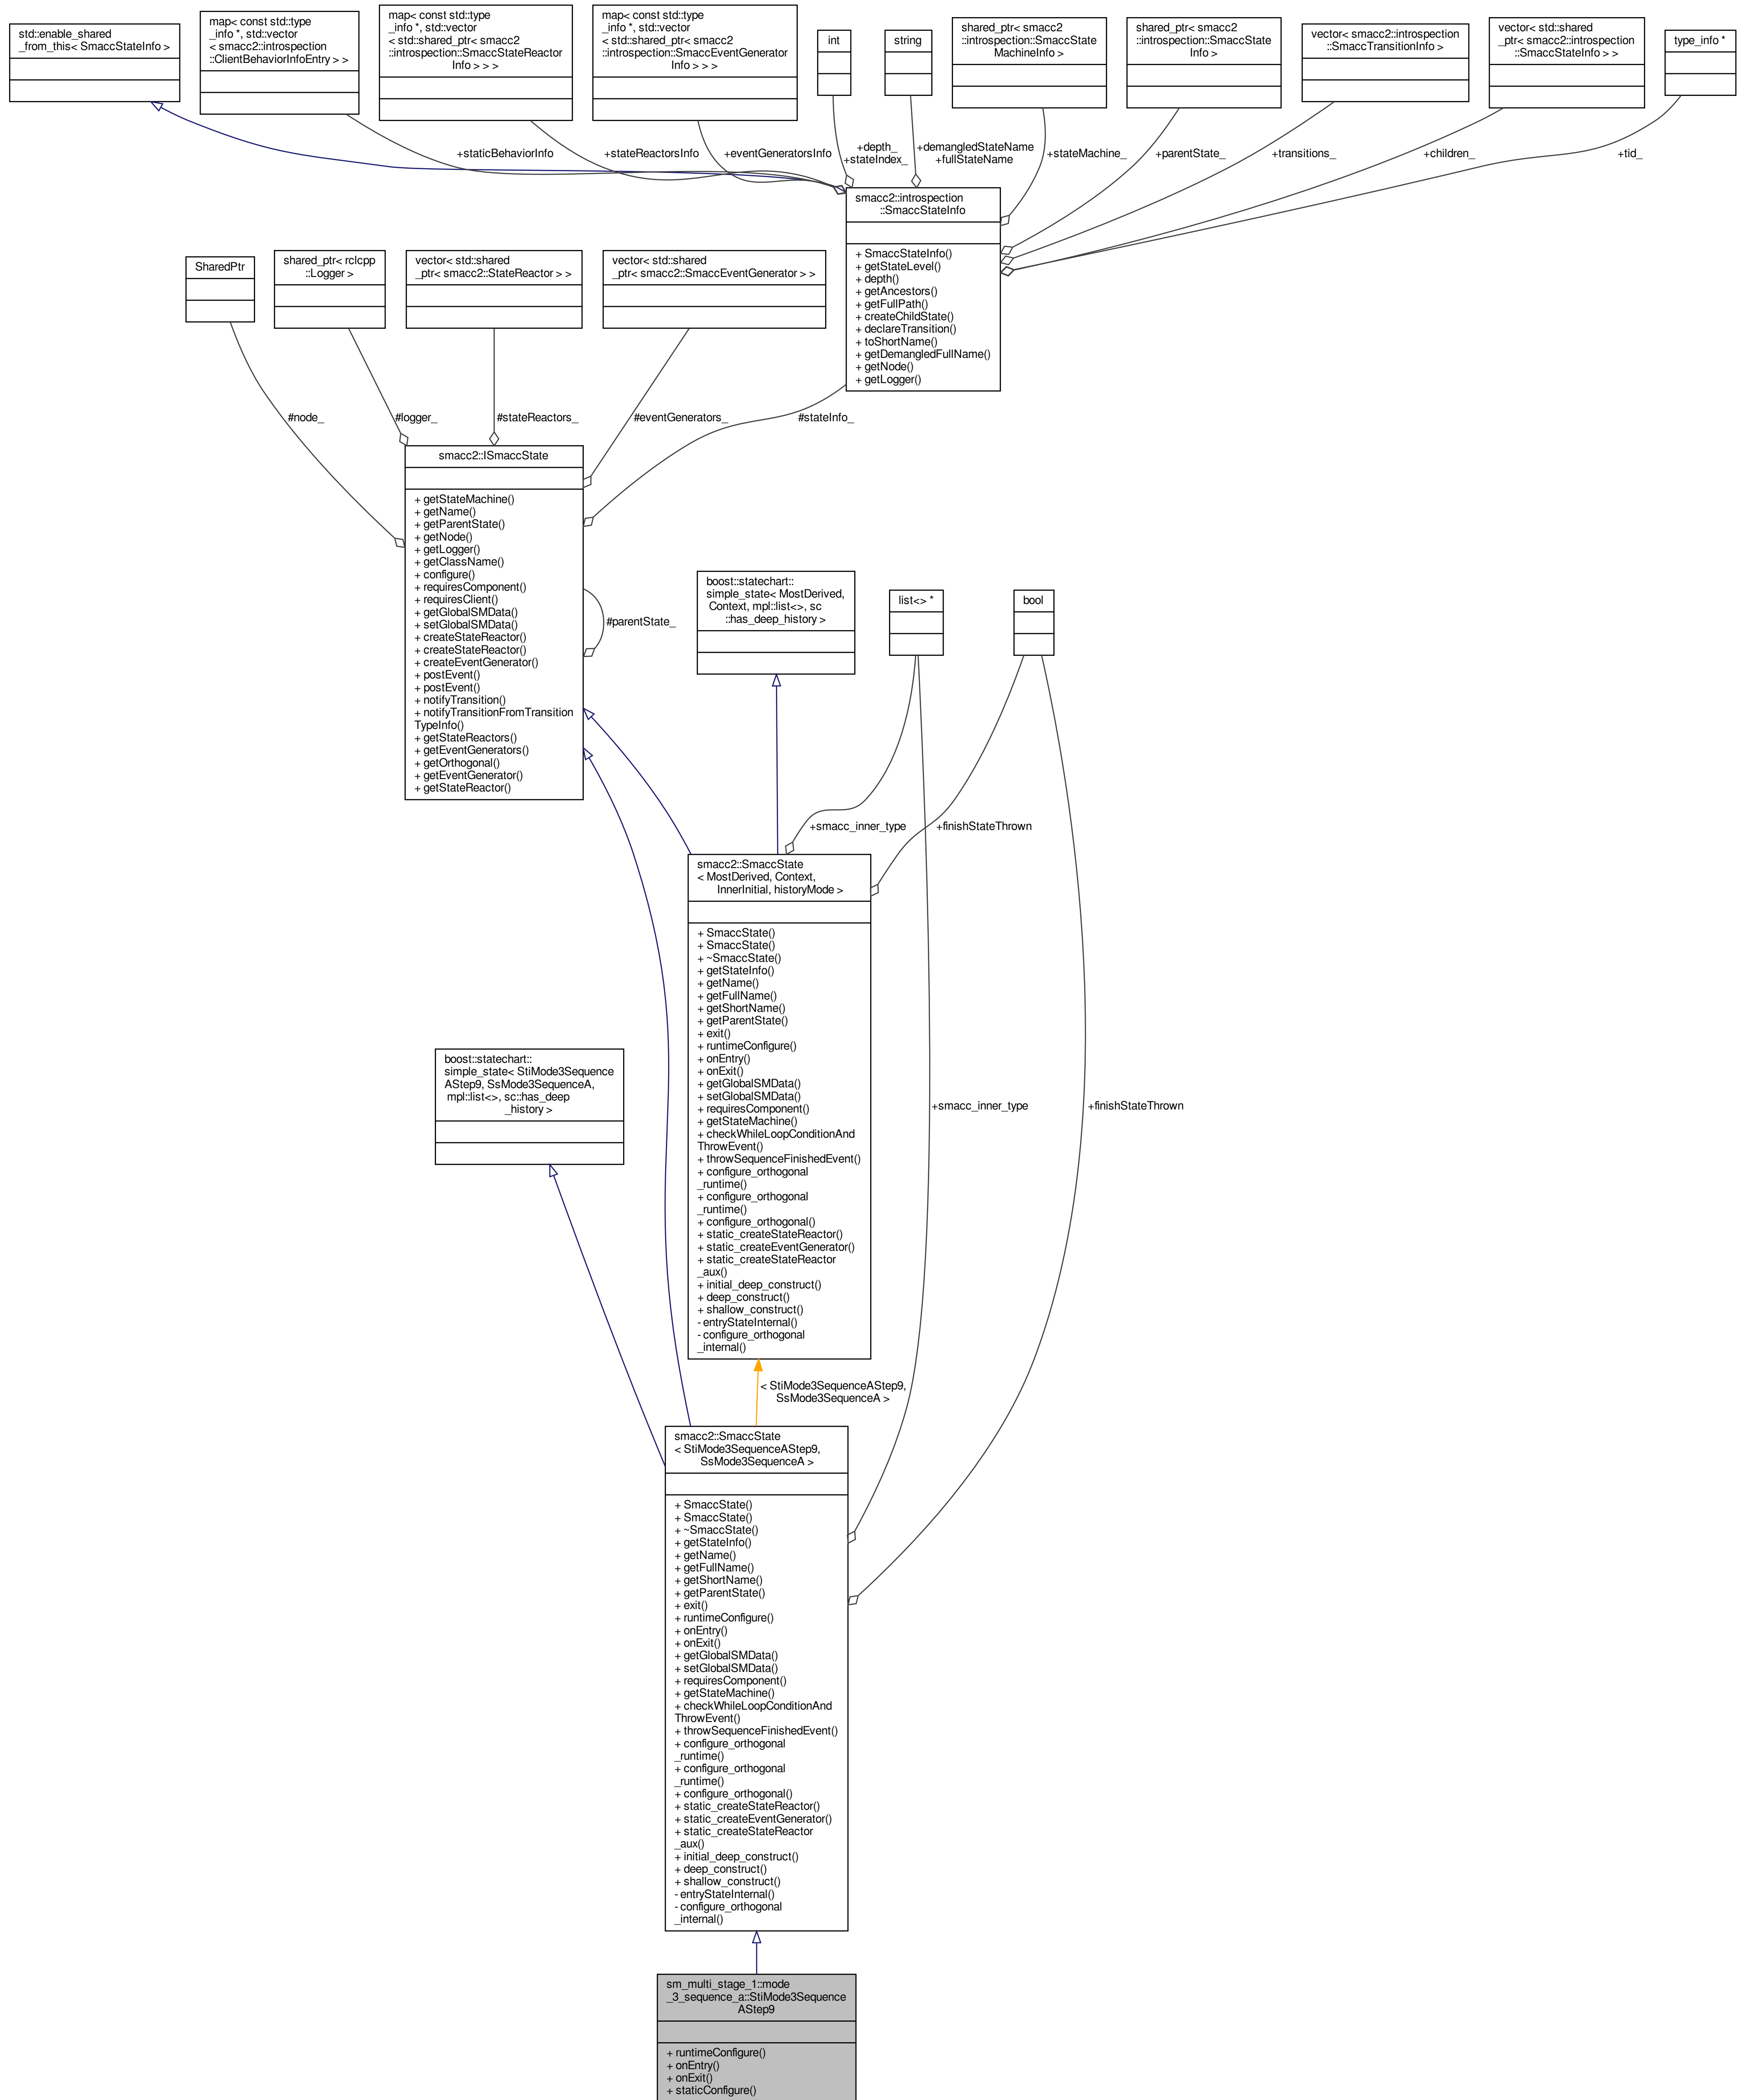 std::enable_shared
_from_this< SmaccStateInfo >
map< const std::type
_info *, std::vector
< smacc2::introspection
::ClientBehaviorInfoEntry > >
map< const std::type
_info *, std::vector
< std::shared_ptr< smacc2
::introspection::SmaccStateReactor
Info > > >
map< const std::type
_info *, std::vector
< std::shared_ptr< smacc2
::introspection::SmaccEventGenerator
Info > > >
int
string
shared_ptr< smacc2
::introspection::SmaccState
MachineInfo >
shared_ptr< smacc2
::introspection::SmaccState
Info >
vector< smacc2::introspection
::SmaccTransitionInfo >
vector< std::shared
_ptr< smacc2::introspection
::SmaccStateInfo > >
type_info *
+staticBehaviorInfo
+stateReactorsInfo
+eventGeneratorsInfo
+depth_
+stateIndex_
+demangledStateName
+fullStateName
+stateMachine_
+parentState_
+transitions_
+children_
+tid_
smacc2::introspection
::SmaccStateInfo
+ SmaccStateInfo()
+ getStateLevel()
+ depth()
+ getAncestors()
+ getFullPath()
+ createChildState()
+ declareTransition()
+ toShortName()
+ getDemangledFullName()
+ getNode()
+ getLogger()
SharedPtr
shared_ptr< rclcpp
::Logger >
vector< std::shared
_ptr< smacc2::StateReactor > >
vector< std::shared
_ptr< smacc2::SmaccEventGenerator > >
#node_
#logger_
#stateReactors_
#eventGenerators_
#stateInfo_
smacc2::ISmaccState
+ getStateMachine()
+ getName()
+ getParentState()
+ getNode()
+ getLogger()
+ getClassName()
+ configure()
+ requiresComponent()
+ requiresClient()
+ getGlobalSMData()
+ setGlobalSMData()
+ createStateReactor()
+ createStateReactor()
+ createEventGenerator()
+ postEvent()
+ postEvent()
+ notifyTransition()
+ notifyTransitionFromTransition
TypeInfo()
+ getStateReactors()
+ getEventGenerators()
+ getOrthogonal()
+ getEventGenerator()
+ getStateReactor()
#parentState_
boost::statechart::
simple_state< MostDerived,
Context, mpl::list<>, sc
::has_deep_history >
list<> *
bool
+smacc_inner_type
+finishStateThrown
smacc2::SmaccState
< MostDerived, Context,
InnerInitial, historyMode >
+ SmaccState()
+ SmaccState()
+ ~SmaccState()
+ getStateInfo()
+ getName()
+ getFullName()
+ getShortName()
+ getParentState()
+ exit()
+ runtimeConfigure()
+ onEntry()
+ onExit()
+ getGlobalSMData()
+ setGlobalSMData()
+ requiresComponent()
+ getStateMachine()
+ checkWhileLoopConditionAnd
ThrowEvent()
+ throwSequenceFinishedEvent()
+ configure_orthogonal
_runtime()
+ configure_orthogonal
_runtime()
+ configure_orthogonal()
+ static_createStateReactor()
+ static_createEventGenerator()
+ static_createStateReactor
_aux()
+ initial_deep_construct()
+ deep_construct()
+ shallow_construct()
- entryStateInternal()
- configure_orthogonal
_internal()
boost::statechart::
simple_state< StiMode3Sequence
AStep9, SsMode3SequenceA,
mpl::list<>, sc::has_deep
_history >
+smacc_inner_type
+finishStateThrown
< StiMode3SequenceAStep9,
SsMode3SequenceA >
smacc2::SmaccState
< StiMode3SequenceAStep9,
SsMode3SequenceA >
+ SmaccState()
+ SmaccState()
+ ~SmaccState()
+ getStateInfo()
+ getName()
+ getFullName()
+ getShortName()
+ getParentState()
+ exit()
+ runtimeConfigure()
+ onEntry()
+ onExit()
+ getGlobalSMData()
+ setGlobalSMData()
+ requiresComponent()
+ getStateMachine()
+ checkWhileLoopConditionAnd
ThrowEvent()
+ throwSequenceFinishedEvent()
+ configure_orthogonal
_runtime()
+ configure_orthogonal
_runtime()
+ configure_orthogonal()
+ static_createStateReactor()
+ static_createEventGenerator()
+ static_createStateReactor
_aux()
+ initial_deep_construct()
+ deep_construct()
+ shallow_construct()
- entryStateInternal()
- configure_orthogonal
_internal()
sm_multi_stage_1::mode
_3_sequence_a::StiMode3Sequence
AStep9
+ runtimeConfigure()
+ onEntry()
+ onExit()
+ staticConfigure()